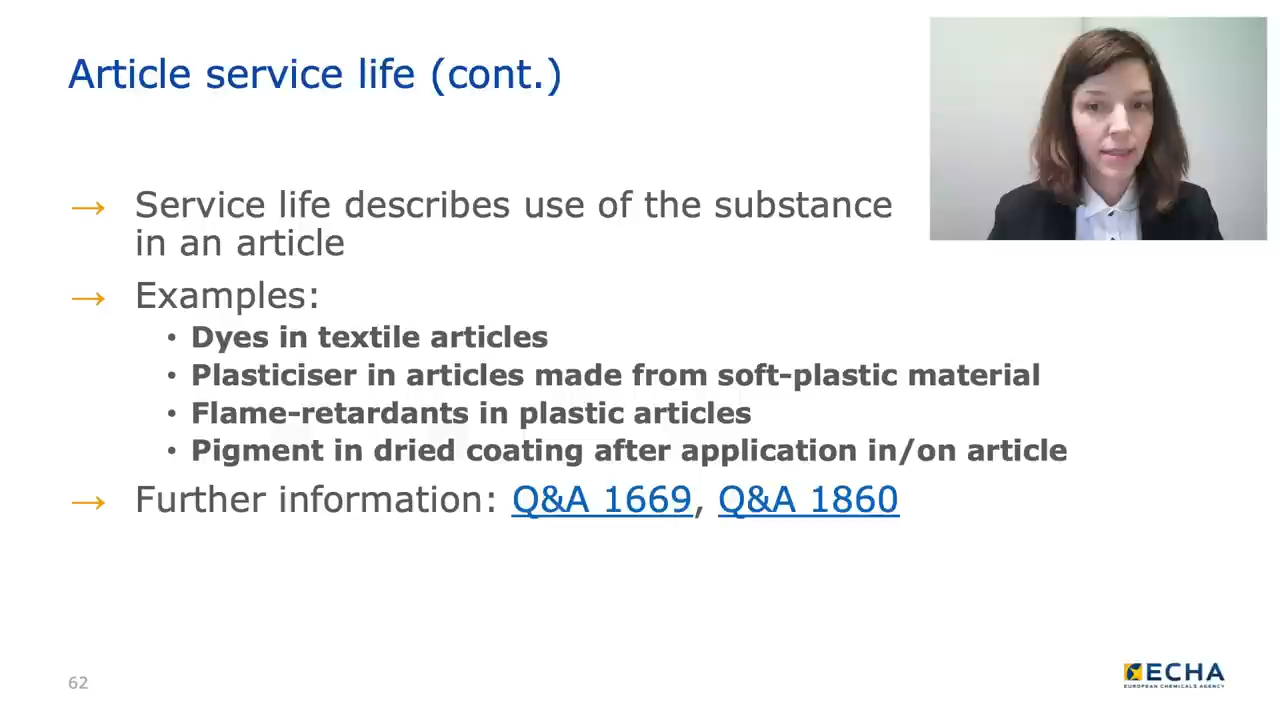 Article service life (cont.)
→ Service life describes use of the substance
in an article
→ Examples:
• Dyes in textile articles
• Plasticiser in articles made from soft-plastic material
• Flame-retardants in plastic articles
• Pigment in dried coating after application in/on article
→ Further information: Q&A 1669, Q&A 1860
62
ECHA
EUROPEAN CHEMICALS AGENCY